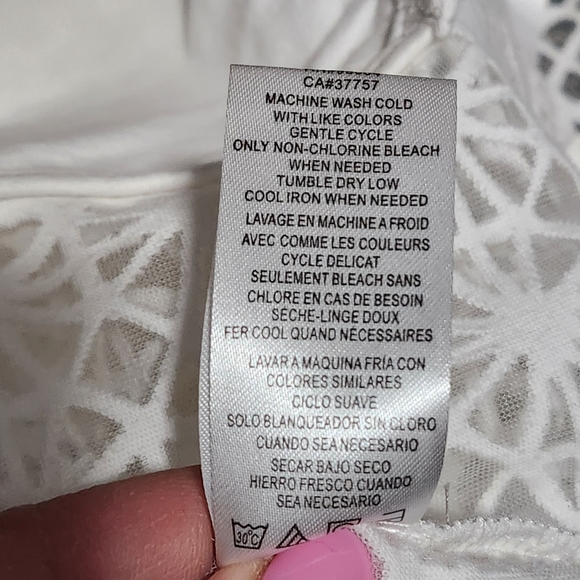 CA#37757
MACHINE WASH COLD
WITH LIKE COLORS
GENTLE CYCLE
ONLY NON-CHLORINE BLEACH
WHEN NEEDED
TUMBLE DRY LOW
COOL IRON WHEN NEEDED
LAVAGE EN MACHINE A FROID
AVEC COMME LES COULEURS
CYCLE DELICAT
SEULEMENT BLEACH SANS
CHLORE EN CAS DE BESOIN
SÈCHE-LINGE DOUX
FER COOL QUAND NÉCESSAIRES
LAVAR A MAQUINA FRÍA CON
COLORES SIMILARES
CICLO SUAVE
SOLO BLANQUEADOR SIN CLORO
CUANDO SEA NECESARIO
SECAR BAJO SECO
HIERRO FRESCO CUANDO
SEA NECESARIO
30°C